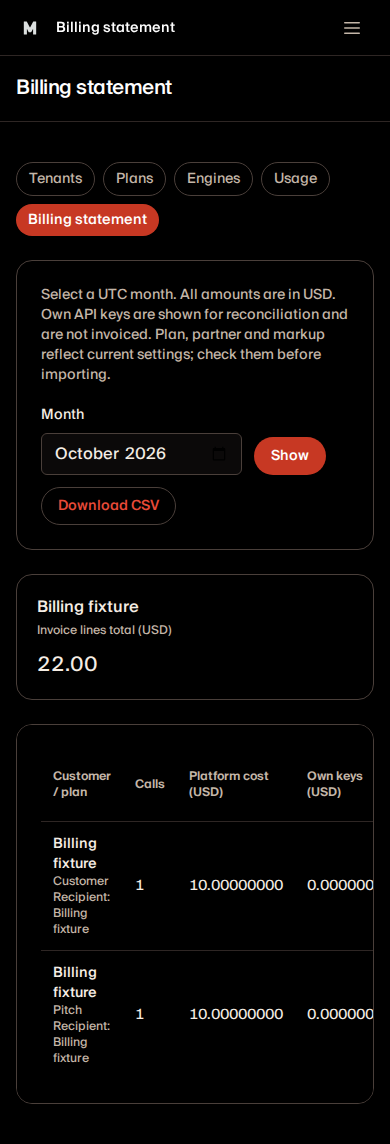 M Billing statement
Billing statement
Tenants Plans Engines Usage
Billing statement
Select a UTC month. All amounts are in USD.
Own API keys are shown for reconciliation and
are not invoiced. Plan, partner and markup
reflect current settings; check them before
importing.
Month
October 2026 Show
Download CSV
Billing fixture
Invoice lines total (USD)
22.00
Customer Calls Platform cost Own keys
/ plan (USD) (USD)
Billing
fixture
Customer 1 10.00000000 0.000000
Recipient:
Billing
fixture
Billing
fixture
Pitch 1 10.00000000 0.000000
Recipient:
Billing
fixture